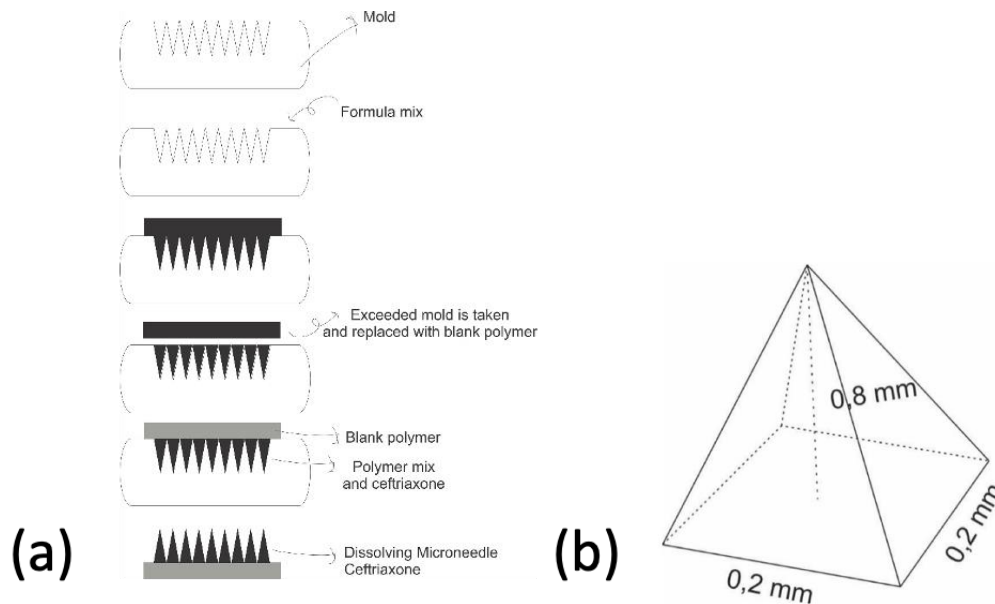 Mold
Formula mix
Exceeded mold is taken
and replaced with blank polymer
Blank polymer
Polymer mix
and ceftriaxone
Dissolving Microneedle
Ceftriaxone
(a)
0,8 mm
0,2 mm
0,2 mm
(b)